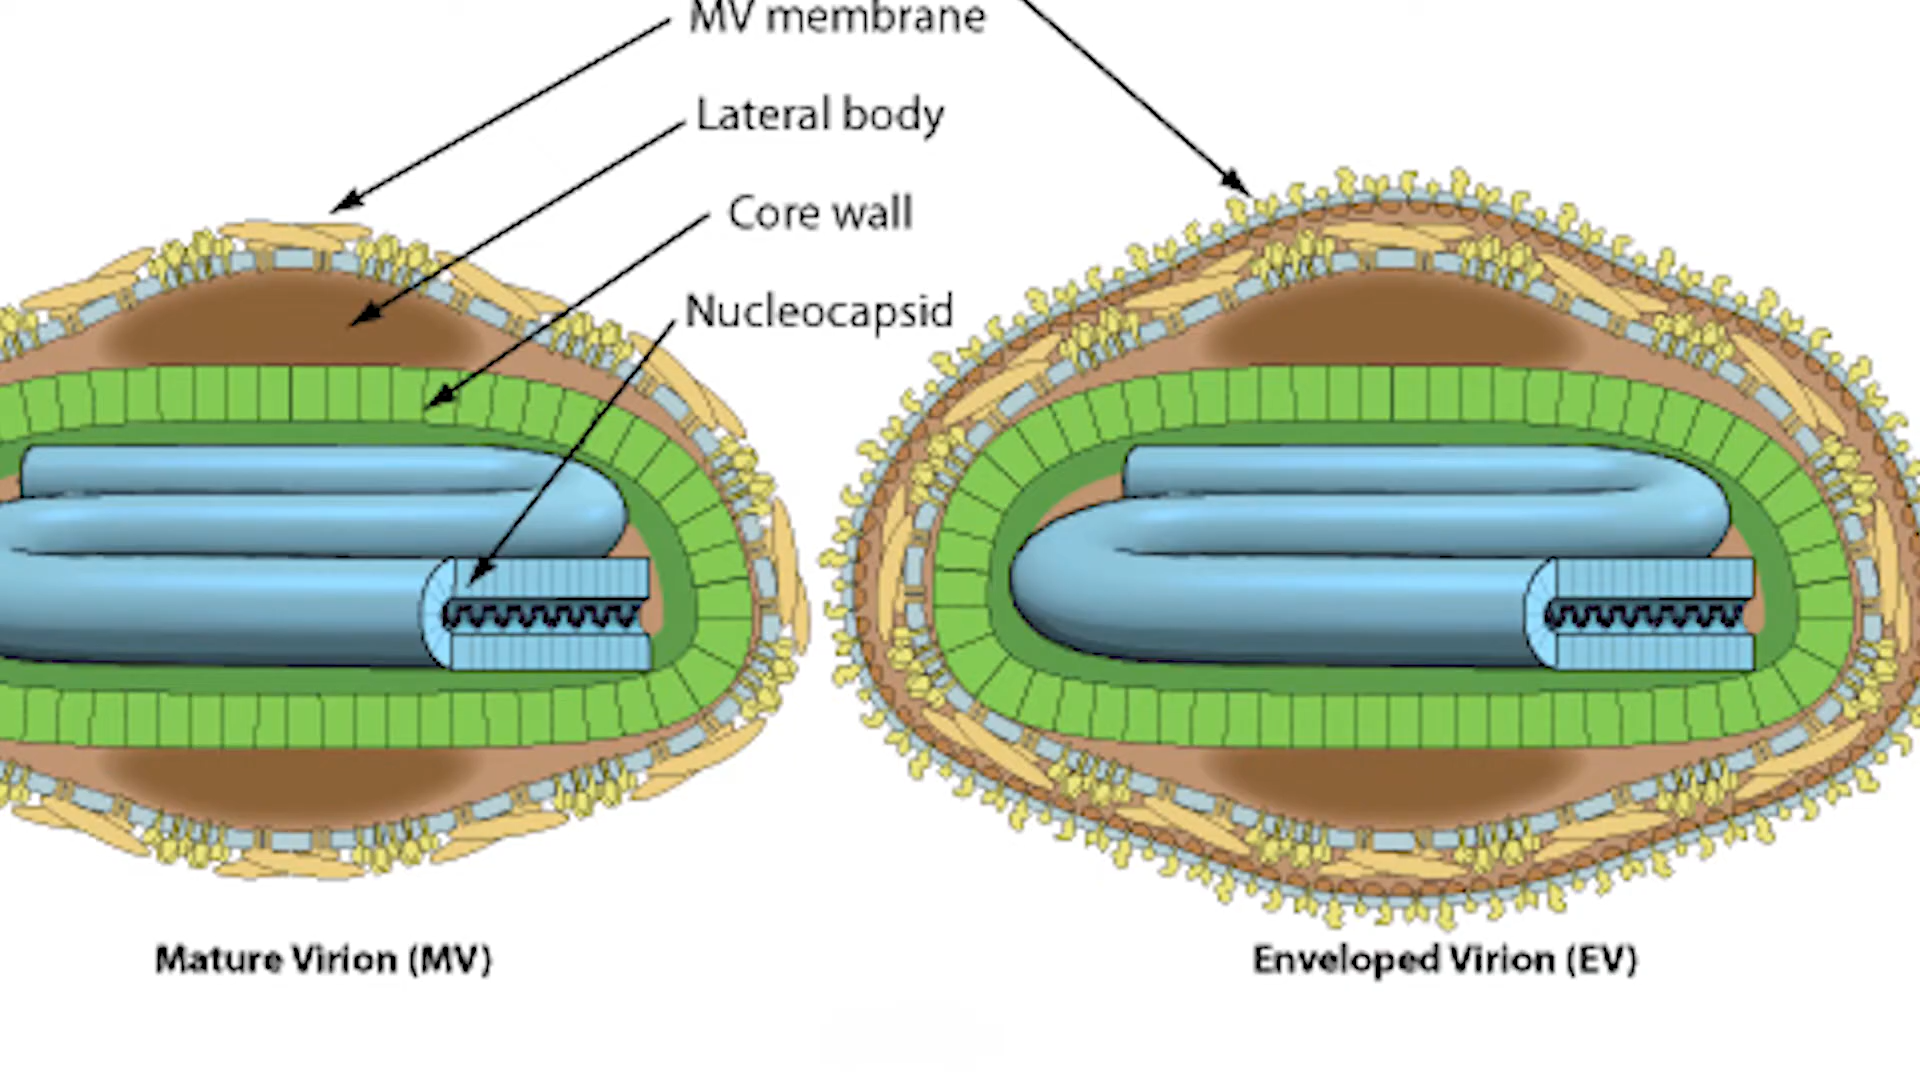 MV membrane
Lateral body
Core wall
Nucleocapsid
Mature Virion (MV)
Enveloped Virion (EV)